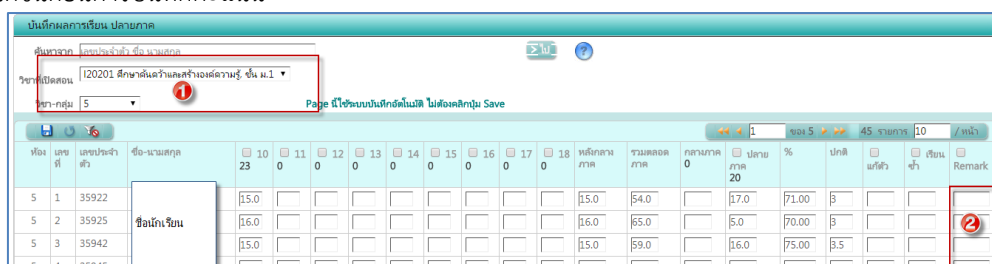 บันทึกผลการเรียน ปลายภาค
ค้นหาจาก เลขประจำตัว ชื่อ นามสกุล ไป ?
วิชาที่เปิดสอน I20201 ศึกษาค้นคว้าและสร้างองค์ความรู้, ชั้น ม.1
1
วิชา-กลุ่ม 5 Page นี้ใช้ระบบบันทึกอัตโนมัติ ไม่ต้องคลิกปุ่ม Save
1 ของ 5 45 รายการ 10 / หน้า
ห้อง เลขที่ เลขประจำตัว ชื่อ-นามสกุล 10 11 12 13 14 15 16 17 18 หลังกลางภาค รวมตลอดภาค กลางภาค ปลายภาค % ปกติ แก้ตัว เรียนซ้ำ Remark
23 0 0 0 0 0 0 0 0 0 20
5 1 35922 15.0 15.0 54.0 17.0 71.00 3
5 2 35925 ชื่อนักเรียน 16.0 16.0 65.0 5.0 70.00 3 2
5 3 35942 15.0 15.0 59.0 16.0 75.00 3.5